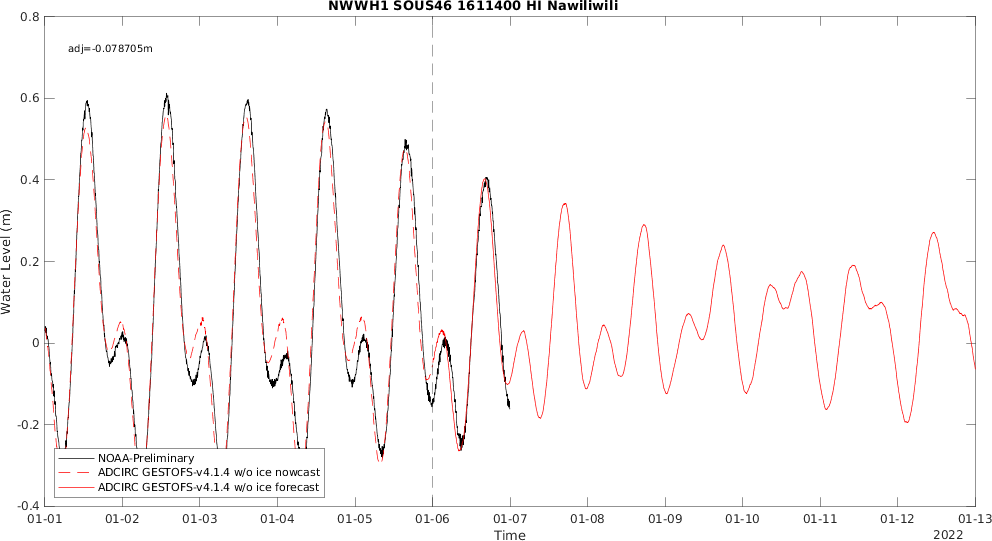 NWWH1 SOUS46 1611400 HI Nawiliwili
adj=-0.078705m
0.8
0.6
0.4
0.2
0
-0.2
-0.4
Water Level (m)
NOAA-Preliminary
ADCIRC GESTOFS-v4.1.4 w/o ice nowcast
ADCIRC GESTOFS-v4.1.4 w/o ice forecast
01-01 01-02 01-03 01-04 01-05 01-06 01-07 01-08 01-09 01-10 01-11 01-12 01-13
Time
2022